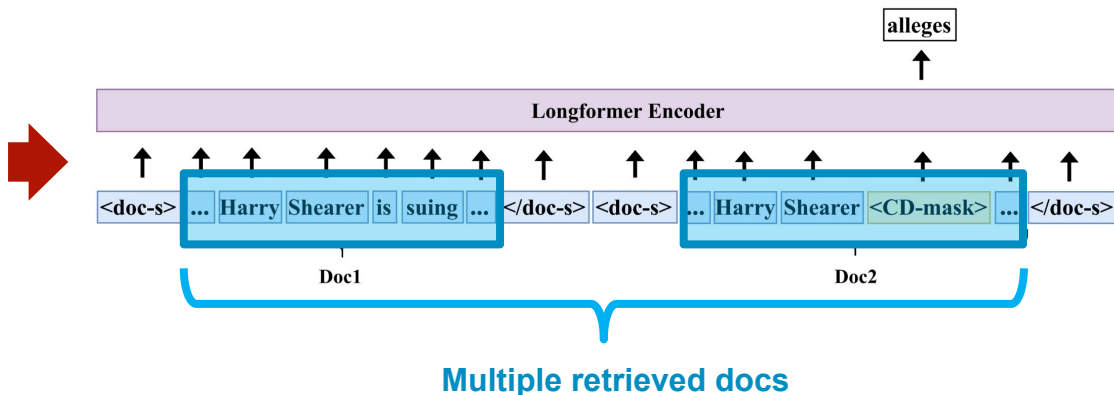 alleges
Longformer Encoder
<doc-s> ... Harry Shearer is suing ... </doc-s> <doc-s> ... Harry Shearer <CD-mask> ... </doc-s>
Doc1 Doc2
Multiple retrieved docs